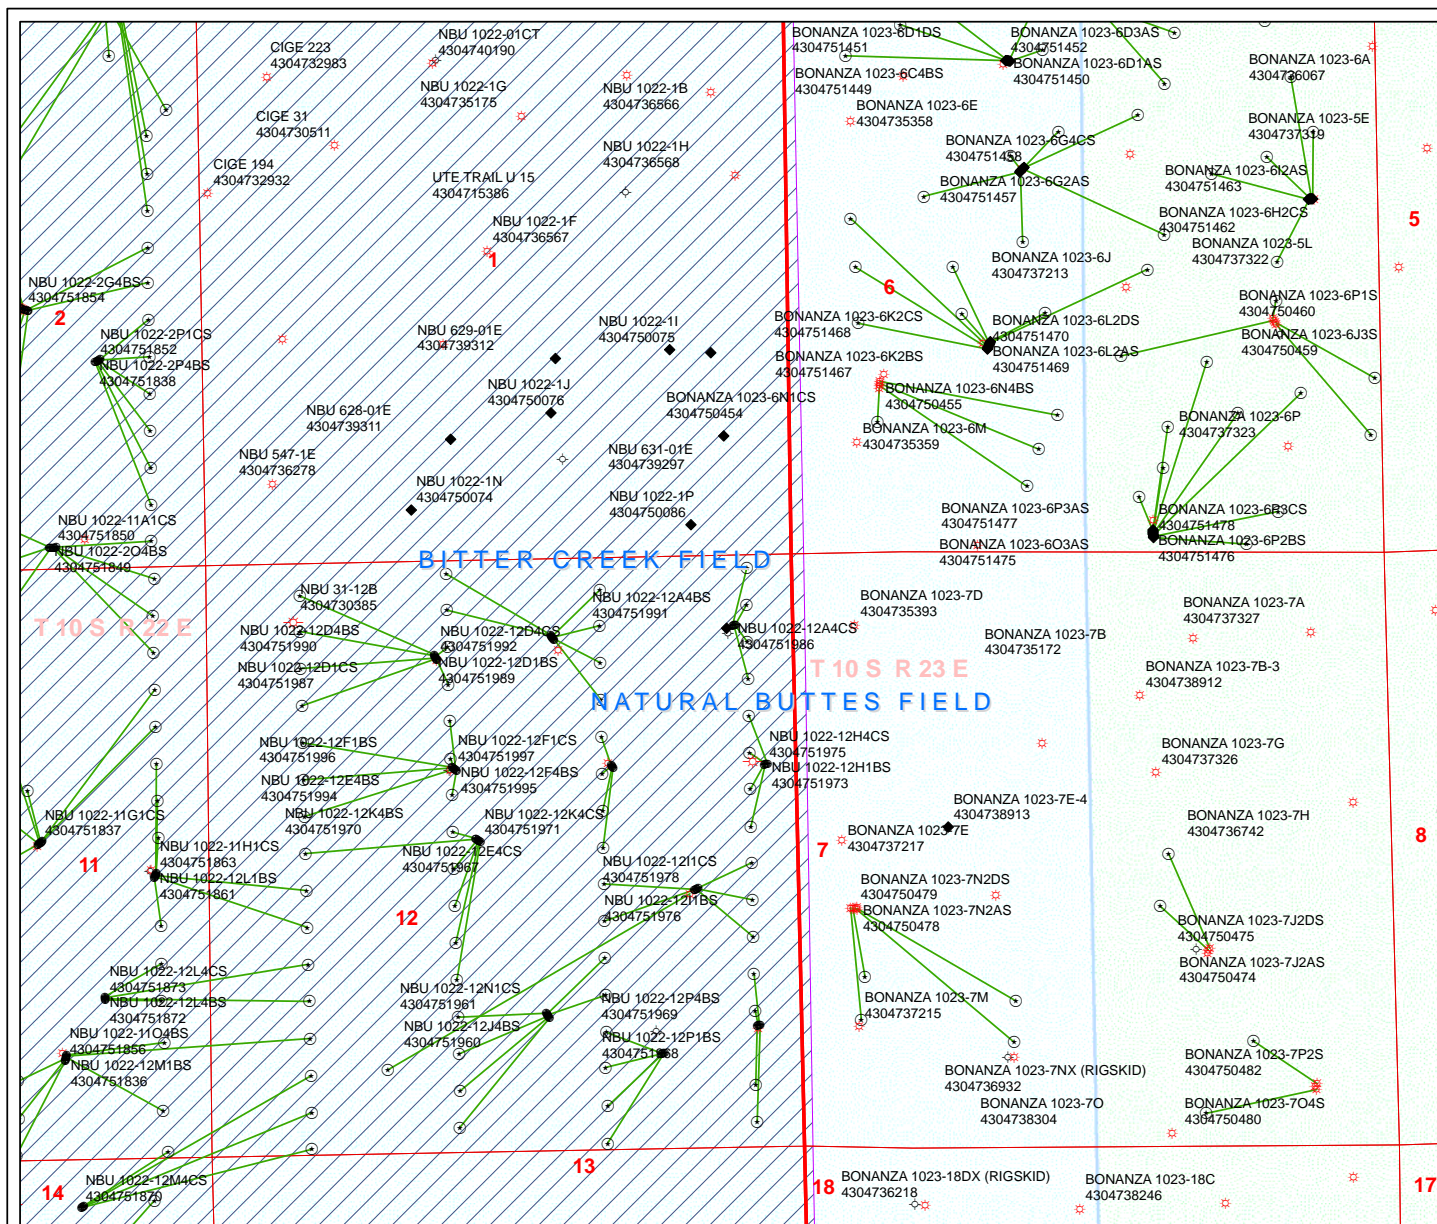 BONANZA 1023-6D1DS
4304751451
BONANZA 1023-6D3AS
4304751452
BONANZA 1023-6D1AS
4304751450
BONANZA 1023-6C4BS
4304751449
BONANZA 1023-6A
4304736067
CIGE 223
4304732983
NBU 1022-01CT
4304740190
NBU 1022-1G
4304735175
NBU 1022-1B
4304736566
BONANZA 1023-6E
4304735358
BONANZA 1023-5E
4304737319
CIGE 31
4304730511
NBU 1022-1H
4304736568
BONANZA 1023-6G4CS
4304751458
CIGE 194
4304732932
UTE TRAIL U 15
4304715386
BONANZA 1023-6G2AS
4304751457
BONANZA 1023-6I2AS
4304751463
NBU 1022-1F
4304736567
BONANZA 1023-6H2CS
4304751462
5
1
BONANZA 1023-5L
4304737322
BONANZA 1023-6J
4304737213
NBU 1022-2G4BS
4304751854
2
6
BONANZA 1023-6P1S
4304750460
BONANZA 1023-6J3S
4304750459
NBU 1022-2P1CS
4304751852
NBU 1022-2P4BS
4304751838
NBU 629-01E
4304739312
NBU 1022-1I
4304750075
BONANZA 1023-6K2CS
4304751468
BONANZA 1023-6L2DS
4304751470
BONANZA 1023-6L2AS
4304751469
BONANZA 1023-6K2BS
4304751467
NBU 1022-1J
4304750076
BONANZA 1023-6N1CS
4304750454
BONANZA 1023-6N4BS
4304750455
NBU 628-01E
4304739311
BONANZA 1023-6M
4304735359
BONANZA 1023-6P
4304737323
NBU 547-1E
4304736278
NBU 631-01E
4304739297
NBU 1022-1N
4304750074
NBU 1022-1P
4304750086
BONANZA 1023-6P3AS
4304751477
BONANZA 1023-6P3CS
4304751478
BONANZA 1023-6P2BS
4304751476
BONANZA 1023-6O3AS
4304751475
NBU 1022-11A1CS
4304751850
NBU 1022-2O4BS
4304751849
BITTER CREEK FIELD
NBU 31-12B
4304730385
NBU 1022-12A4BS
4304751991
BONANZA 1023-7D
4304735393
BONANZA 1023-7A
4304737327
T 10 S R 22 E
NBU 1022-12D4BS
4304751990
NBU 1022-12D4CS
4304751992
NBU 1022-12D1BS
4304751989
NBU 1022-12A4CS
4304751986
BONANZA 1023-7B
4304735172
NBU 1022-12D1CS
4304751987
T 10 S R 23 E
BONANZA 1023-7B-3
4304738912
NATURAL BUTTES FIELD
NBU 1022-12F1BS
4304751996
NBU 1022-12F1CS
4304751997
NBU 1022-12F4BS
4304751995
NBU 1022-12H4CS
4304751975
NBU 1022-12H1BS
4304751973
BONANZA 1023-7G
4304737326
NBU 1022-12E4BS
4304751994
NBU 1022-12K4BS
4304751970
NBU 1022-12K4CS
4304751971
BONANZA 1023-7E-4
4304738913
BONANZA 1023-7H
4304736742
NBU 1022-11G1CS
4304751837
BONANZA 1023-7E
4304737217
7
8
NBU 1022-11H1CS
4304751863
NBU 1022-12L1BS
4304751861
NBU 1022-12E4CS
4304751967
NBU 1022-12I1CS
4304751978
NBU 1022-12I1BS
4304751976
11
12
BONANZA 1023-7N2DS
4304750479
BONANZA 1023-7N2AS
4304750478
BONANZA 1023-7J2DS
4304750475
BONANZA 1023-7J2AS
4304750474
NBU 1022-12L4CS
4304751873
NBU 1022-12L4BS
4304751872
NBU 1022-12N1CS
4304751961
NBU 1022-12J4BS
4304751960
NBU 1022-12P4BS
4304751969
NBU 1022-12P1BS
4304751968
BONANZA 1023-7M
4304737215
NBU 1022-11O4BS
4304751856
NBU 1022-12M1BS
4304751836
BONANZA 1023-7NX (RIGSKID)
4304736932
BONANZA 1023-7P2S
4304750482
BONANZA 1023-7O
4304738304
BONANZA 1023-7O4S
4304750480
13
14
NBU 1022-12M4CS
4304751870
18
BONANZA 1023-18DX (RIGSKID)
4304736218
BONANZA 1023-18C
4304738246
17